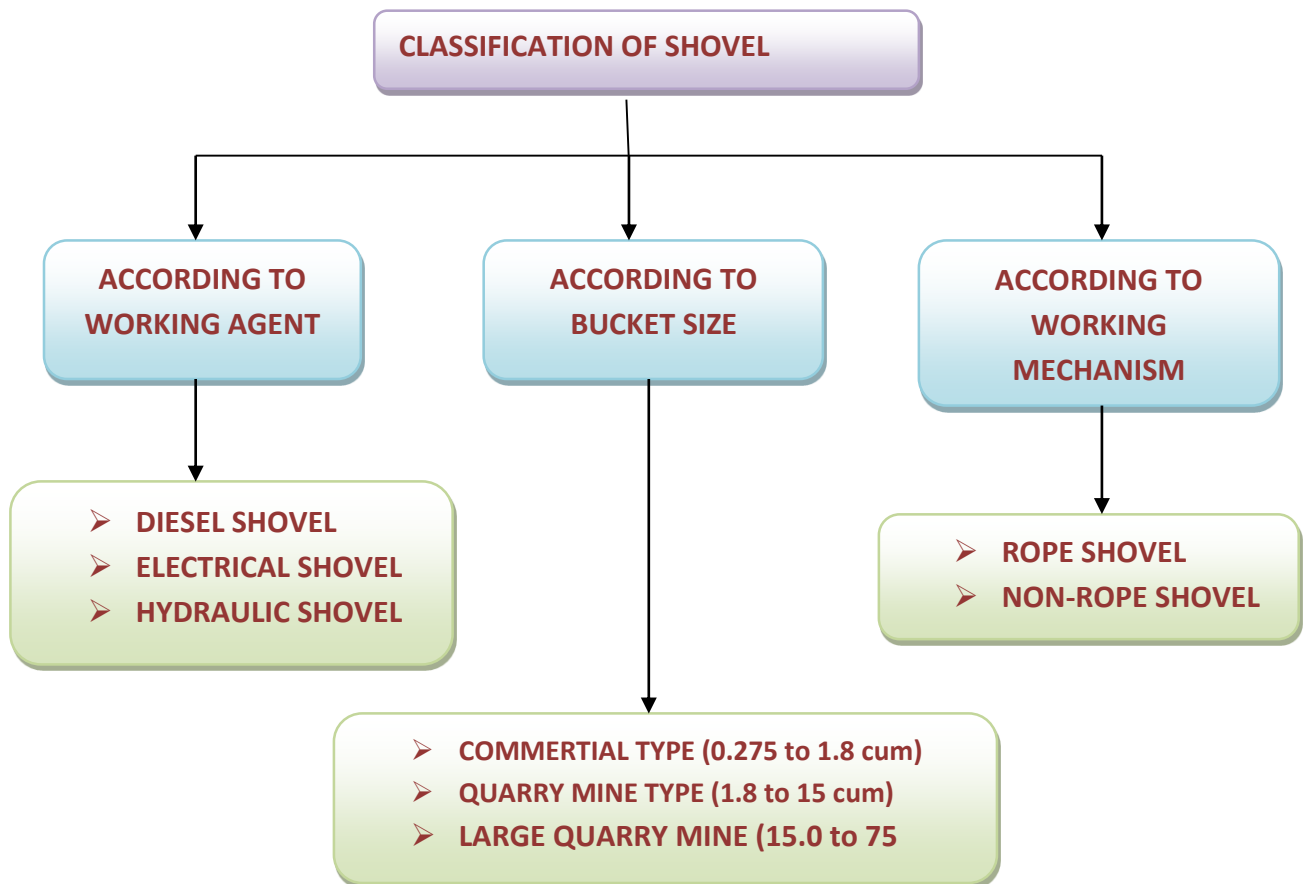 CLASSIFICATION OF SHOVEL
ACCORDING TO
WORKING AGENT
ACCORDING TO
BUCKET SIZE
ACCORDING TO
WORKING
MECHANISM
➢ DIESEL SHOVEL
➢ ELECTRICAL SHOVEL
➢ HYDRAULIC SHOVEL
➢ ROPE SHOVEL
➢ NON-ROPE SHOVEL
➢ COMMERTIAL TYPE (0.275 to 1.8 cum)
➢ QUARRY MINE TYPE (1.8 to 15 cum)
➢ LARGE QUARRY MINE (15.0 to 75